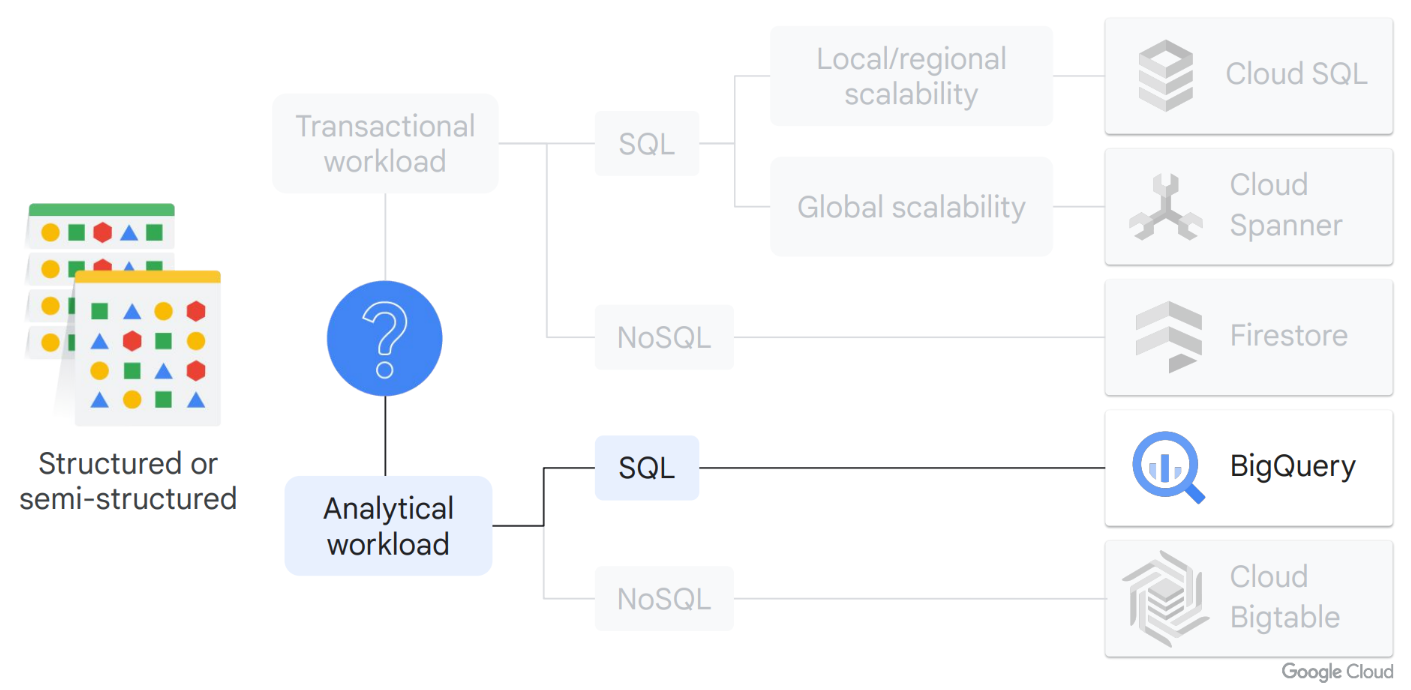 Structured or
semi-structured
Transactional
workload
?
Analytical
workload
SQL
Local/regional
scalability
Global scalability
NoSQL
SQL
NoSQL
Cloud SQL
Cloud
Spanner
Firestore
BigQuery
Cloud
Bigtable
Google Cloud